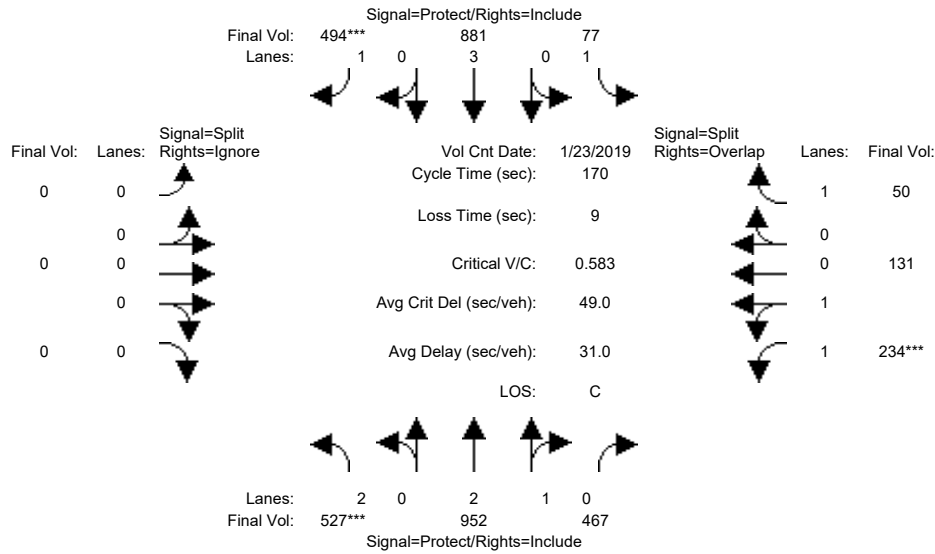 Signal=Protect/Rights=Include
Final Vol: 494*** 881 77
Lanes: 1 0 3 0 1
Signal=Split
Final Vol: Lanes: Rights=Ignore
Vol Cnt Date: 1/23/2019
Signal=Split
Rights=Overlap Lanes: Final Vol:
Cycle Time (sec): 170
0 0 1 50
Loss Time (sec): 9
0 0
0 0 Critical V/C: 0.583 0 131
0 Avg Crit Del (sec/veh): 49.0 1
0 0 Avg Delay (sec/veh): 31.0 1 234***
LOS: C
Lanes: 2 0 2 1 0
Final Vol: 527*** 952 467
Signal=Protect/Rights=Include